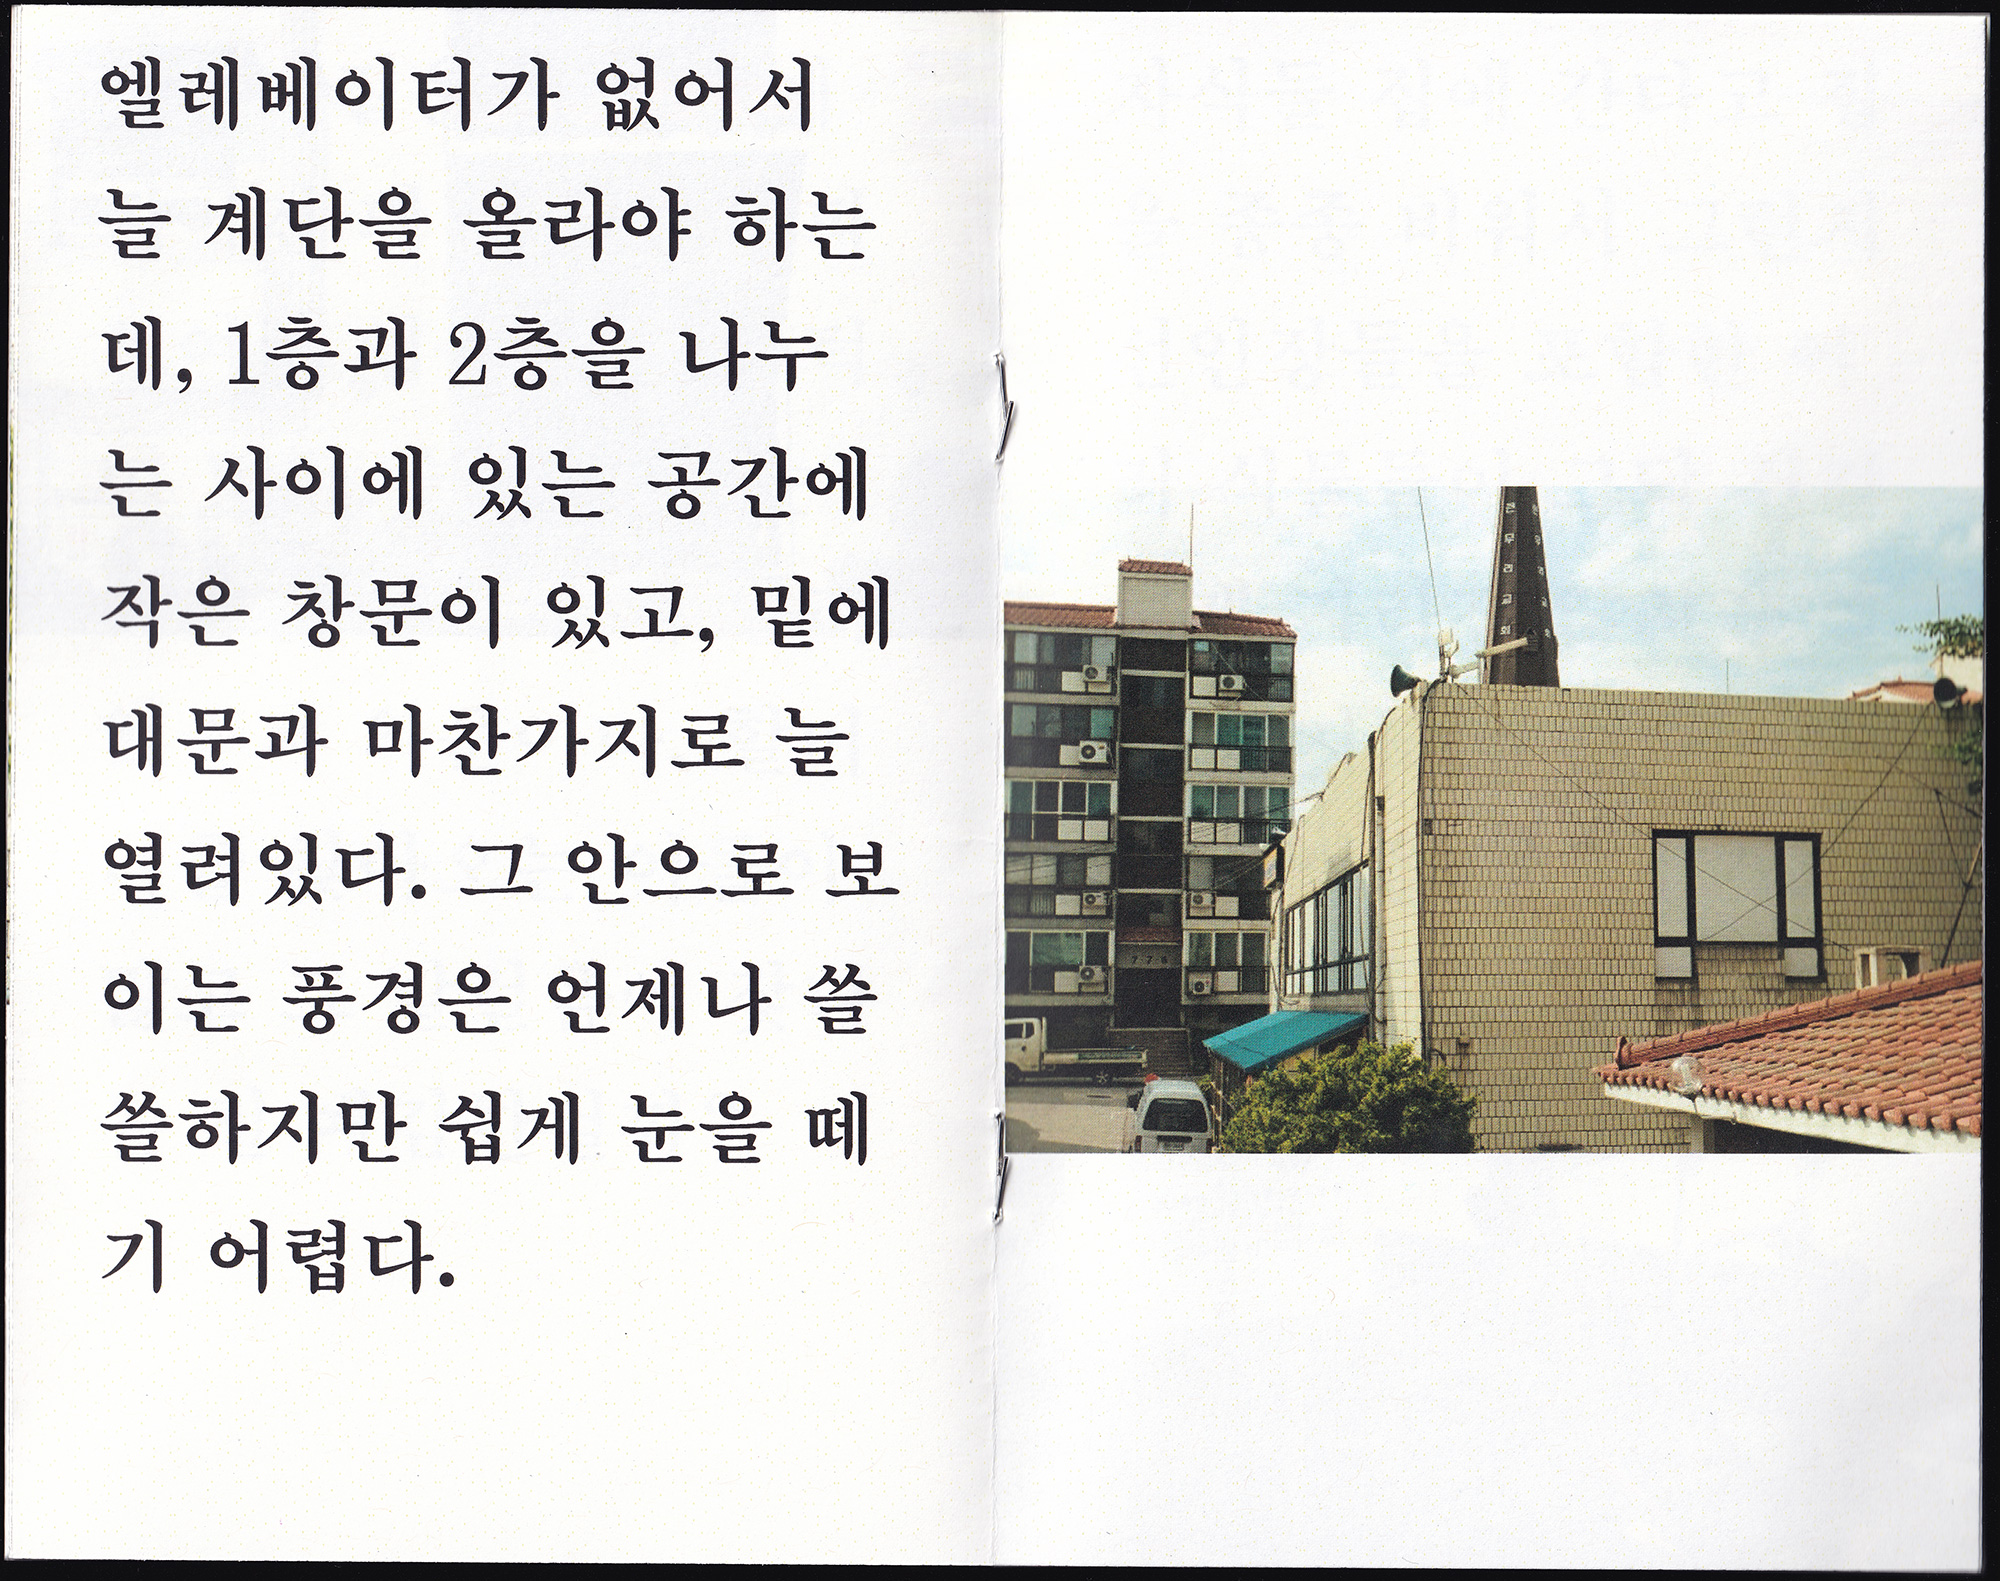 엘레베이터가 없어서
늘 계단을 올라야 하는
데, 1층과 2층을 나누
는 사이에 있는 공간에
작은 창문이 있고, 밑에
대문과 마찬가지로 늘
열려있다. 그 안으로 보
이는 풍경은 언제나 쓸
쓸하지만 쉽게 눈을 떼
기 어렵다.
무리교회